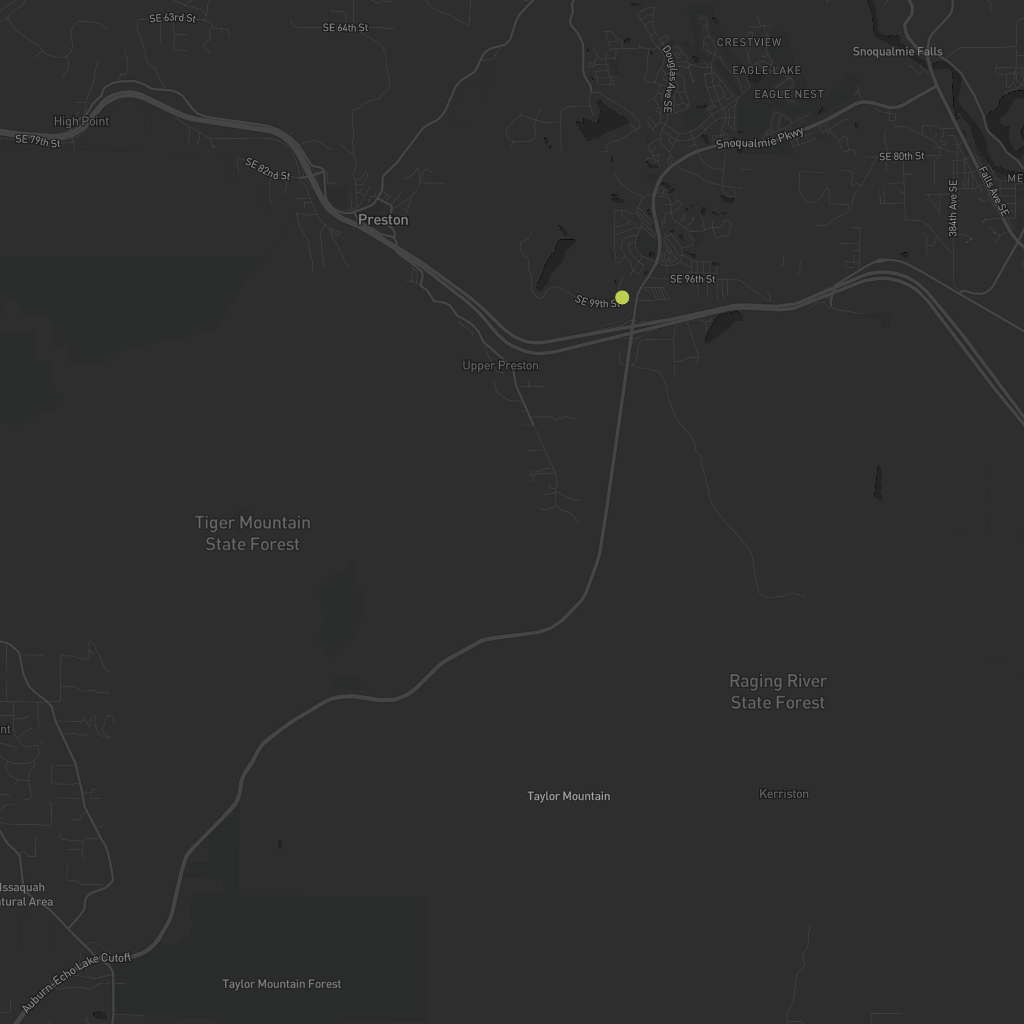 SE 63rd St
SE 64th St
CRESTVIEW
Snoqualmie Falls
EAGLE LAKE
Douglas Ave SE
EAGLE NEST
High Point
SE 79th St
Snoqualmie Pkwy
SE 80th St
SE 82nd St
ME
Falls Ave SE
384th Ave SE
Preston
SE 96th St
SE 99th St
Upper Preston
Tiger Mountain
State Forest
Raging River
State Forest
nt
Taylor Mountain
Kerriston
Issaquah
atural Area
Auburn-Echo Lake Cutoff
Taylor Mountain Forest